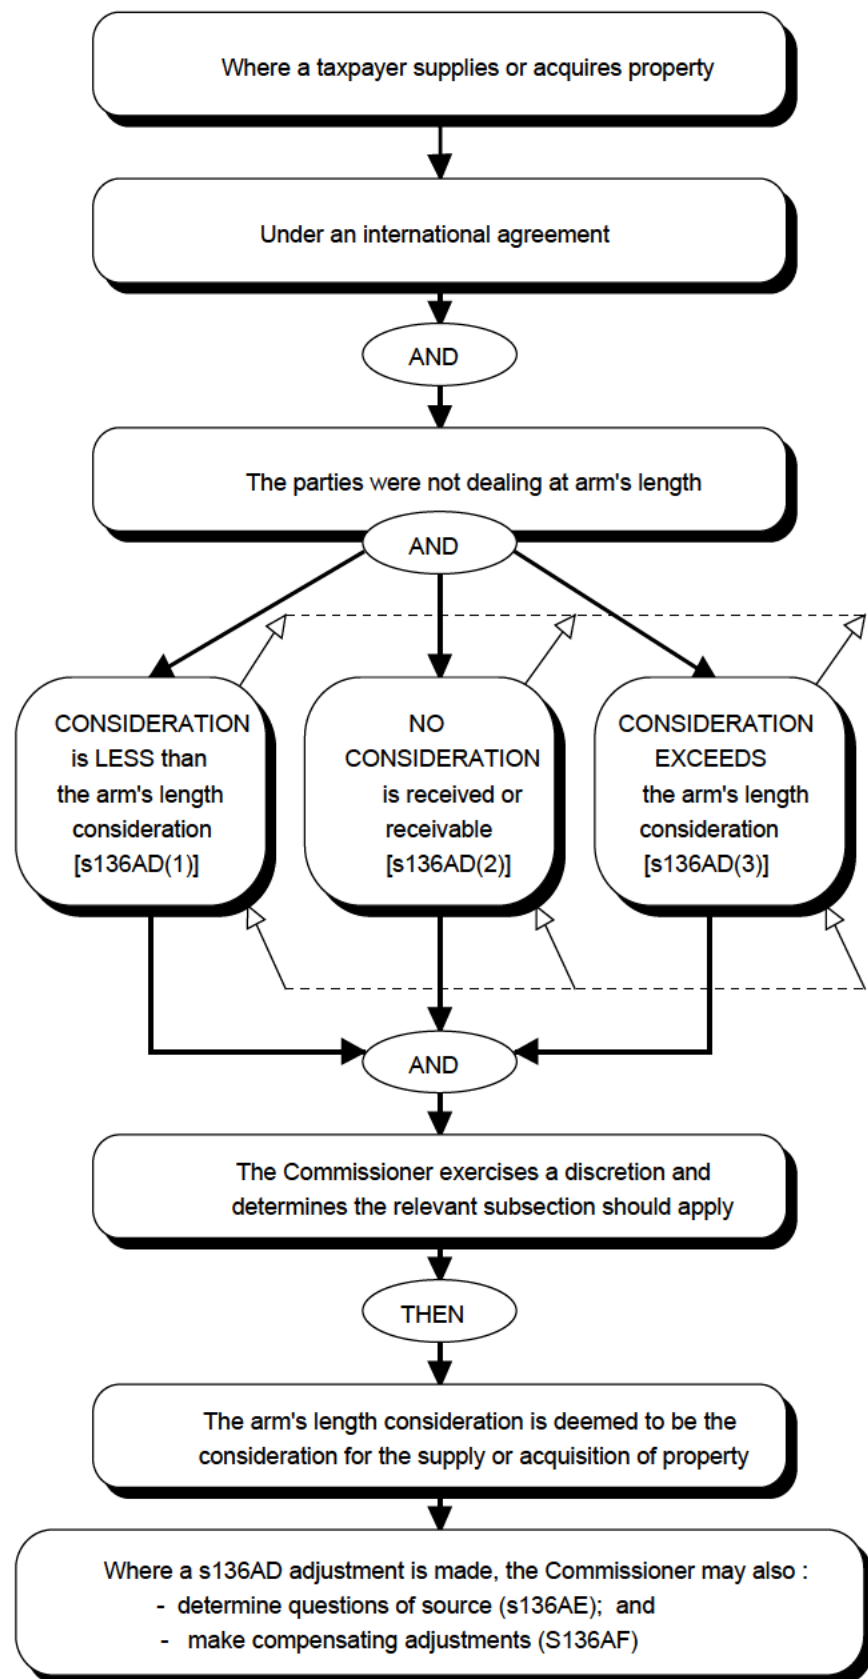 Where a taxpayer supplies or acquires property
Under an international agreement
AND
The parties were not dealing at arm's length
AND
CONSIDERATION
is LESS than
the arm's length
consideration
[s136AD(1)]
NO
CONSIDERATION
is received or
receivable
[s136AD(2)]
CONSIDERATION
EXCEEDS
the arm's length
consideration
[s136AD(3)]
AND
The Commissioner exercises a discretion and
determines the relevant subsection should apply
THEN
The arm's length consideration is deemed to be the
consideration for the supply or acquisition of property
Where a s136AD adjustment is made, the Commissioner may also :
- determine questions of source (s136AE); and
- make compensating adjustments (S136AF)